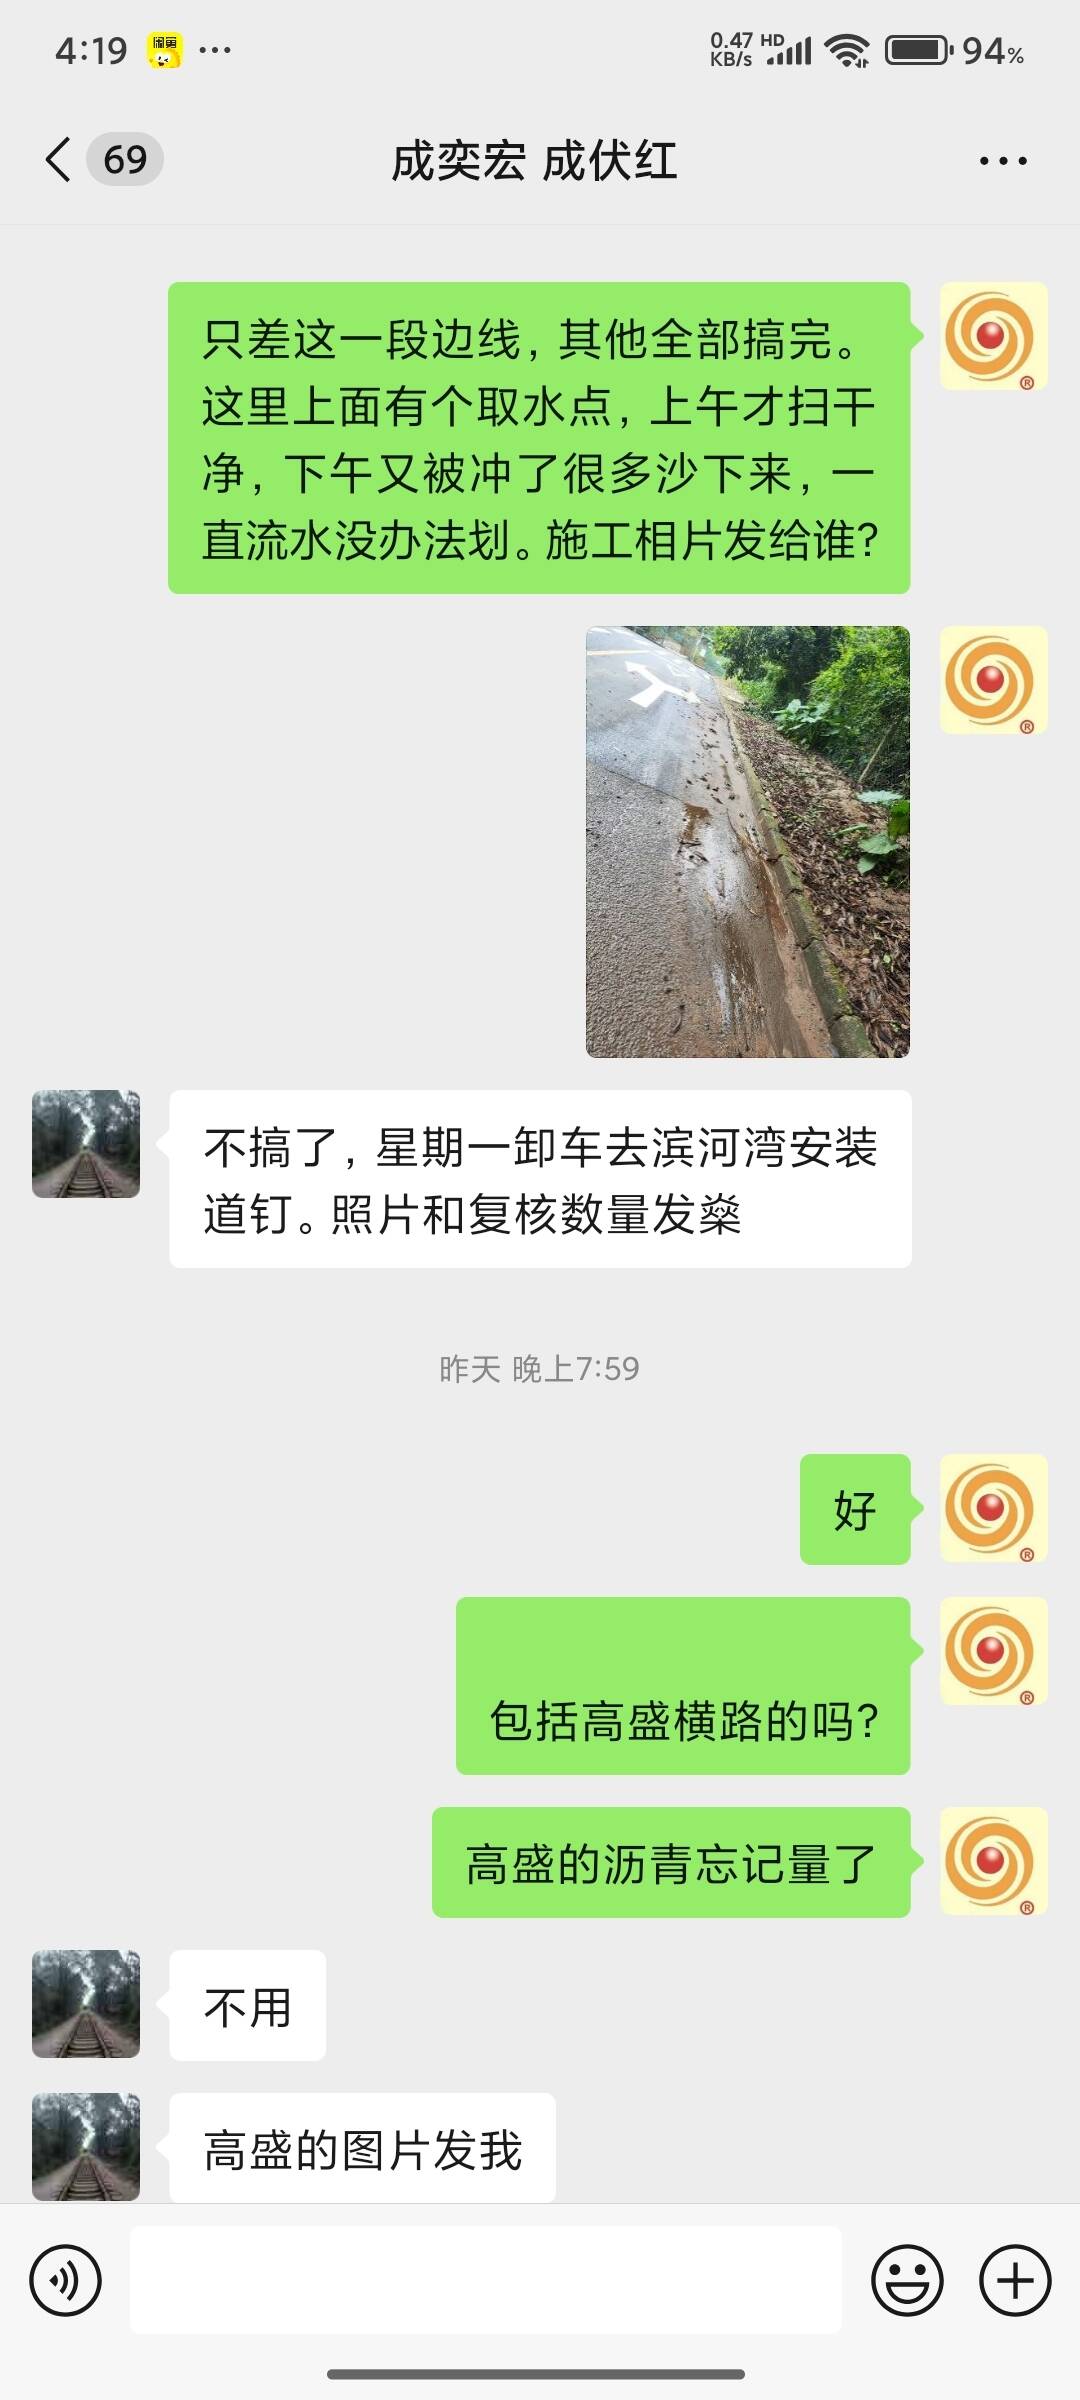 4:19
闹更
0.47
KB/s
HD
94%
69
成奕宏 成伏红
只差这一段边线，其他全部搞完。
这里上面有个取水点，上午才扫干
净，下午又被冲了很多沙下来，一
直流水没办法划。施工相片发给谁？
不搞了，星期一卸车去滨河湾安装
道钉。照片和复核数量发燊
昨天 晚上7:59
好
包括高盛横路的吗？
高盛的沥青忘记量了
不用
高盛的图片发我